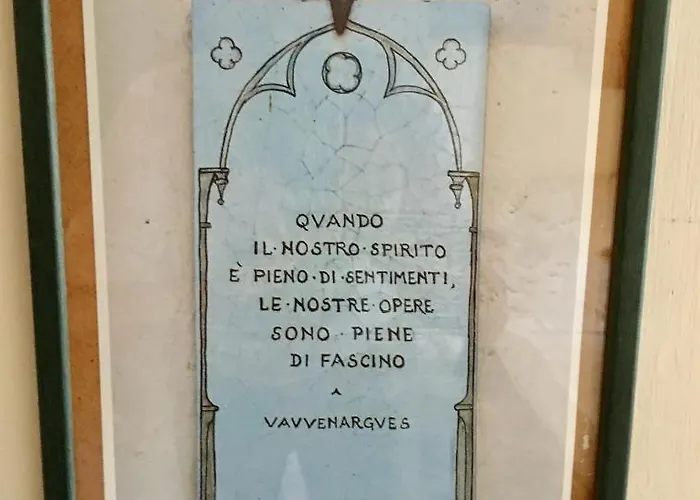 QVANDO
IL·NOSTRO·SPIRITO
È PIENO·DI·SENTIMENTI,
LE·NOSTRE·OPERE
SONO·PIENE
DI FASCINO
VAVVENARGVES